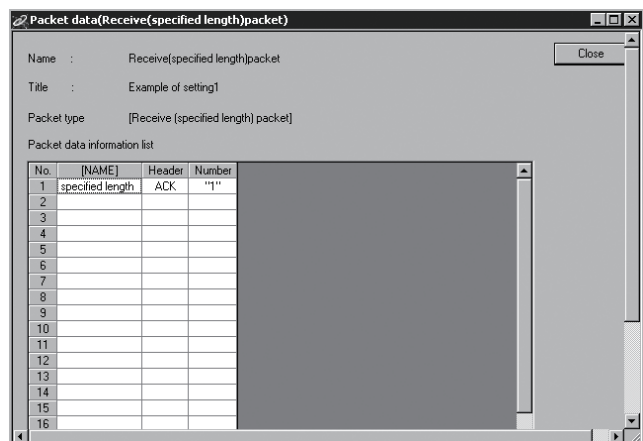 Packet data(Receive(specified length)packet)
Close
Name : Receive(specified length)packet
Title : Example of setting1
Packet type [Receive (specified length) packet]
Packet data information list
No. [NAME] Header Number
1 specified length ACK "1"
2
3
4
5
6
7
8
9
10
11
12
13
14
15
16